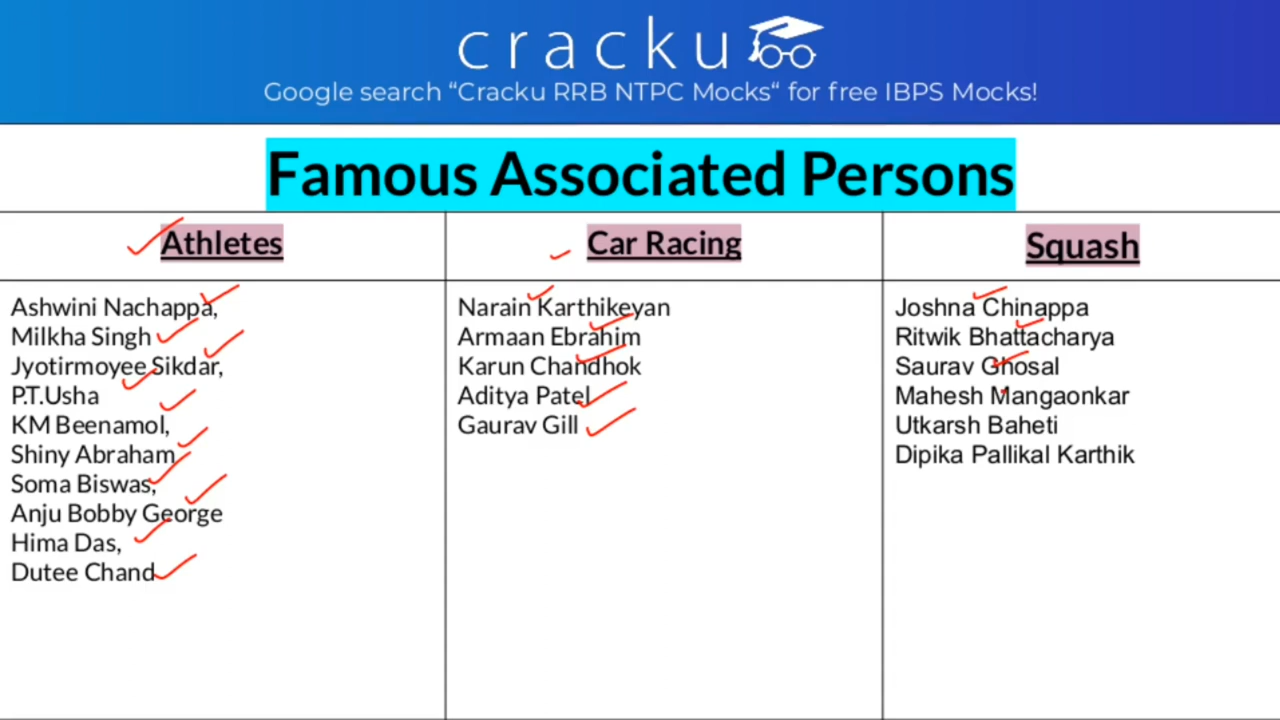 cracku
Google search “Cracku RRB NTPC Mocks“ for free IBPS Mocks!
Famous Associated Persons
Athletes
Ashwini Nachappa,
Milkha Singh
Jyotirmoyee Sikdar,
P.T.Usha
KM Beenamol,
Shiny Abraham
Soma Biswas,
Anju Bobby George
Hima Das,
Dutee Chand
Car Racing
Narain Karthikeyan
Armaan Ebrahim
Karun Chandhok
Aditya Patel
Gaurav Gill
Squash
Joshna Chinappa
Ritwik Bhattacharya
Saurav Ghosal
Mahesh Mangaonkar
Utkarsh Baheti
Dipika Pallikal Karthik